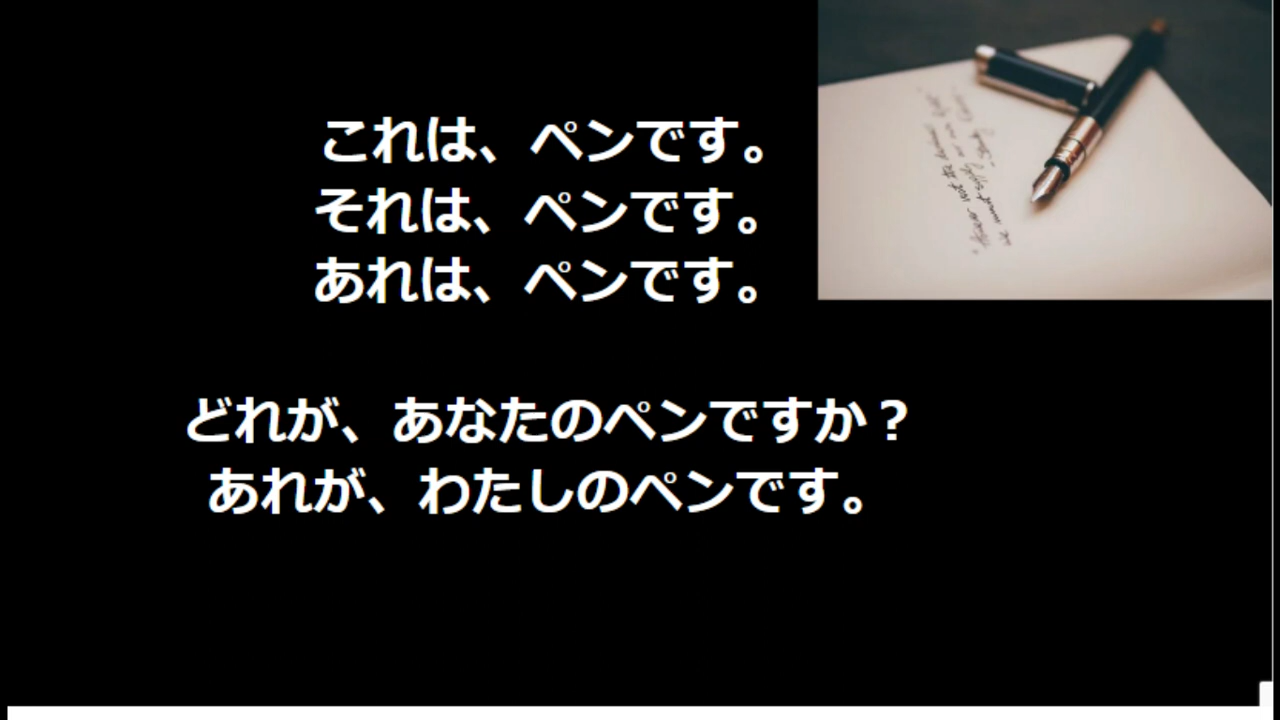 これは、ペンです。
それは、ペンです。
あれは、ペンです。
どれが、あなたのペンですか？
あれが、わたしのペンです。